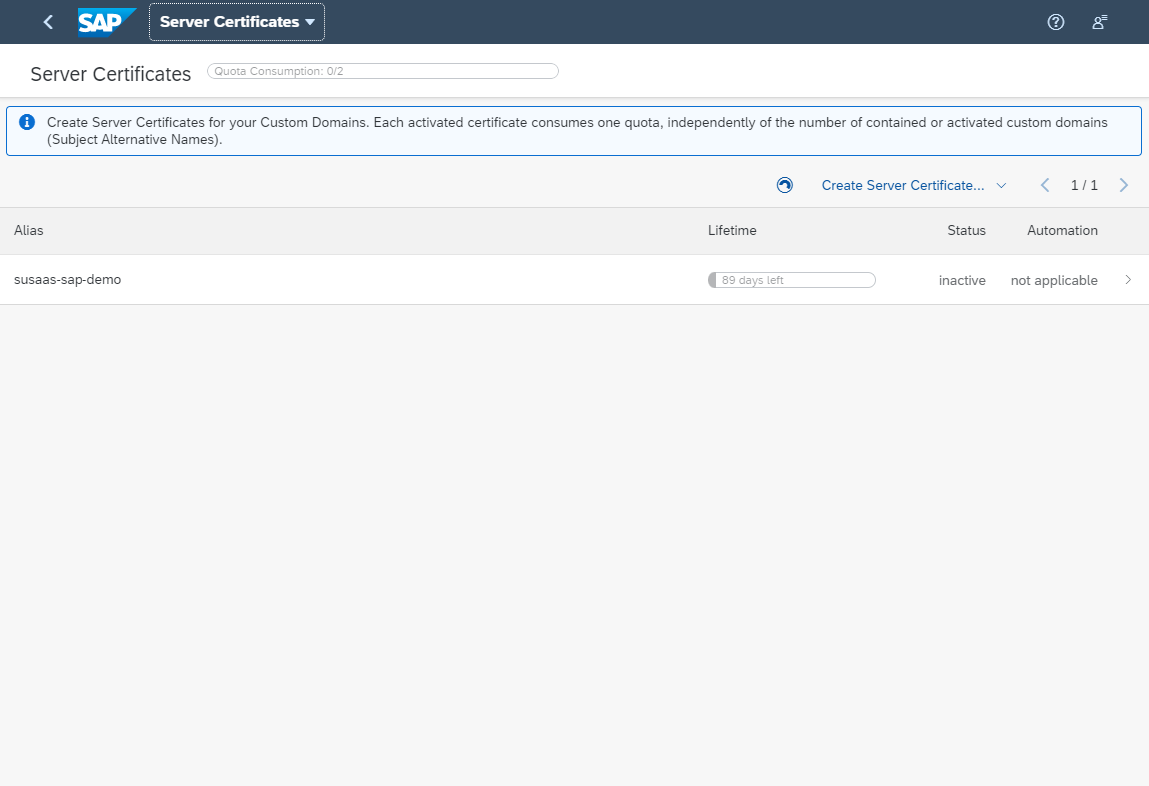 SAP Server Certificates
Server Certificates Quota Consumption: 0/2
Create Server Certificates for your Custom Domains. Each activated certificate consumes one quota, independently of the number of contained or activated custom domains
(Subject Alternative Names).
Create Server Certificate... 1 / 1
Alias Lifetime Status Automation
susaas-sap-demo 89 days left inactive not applicable